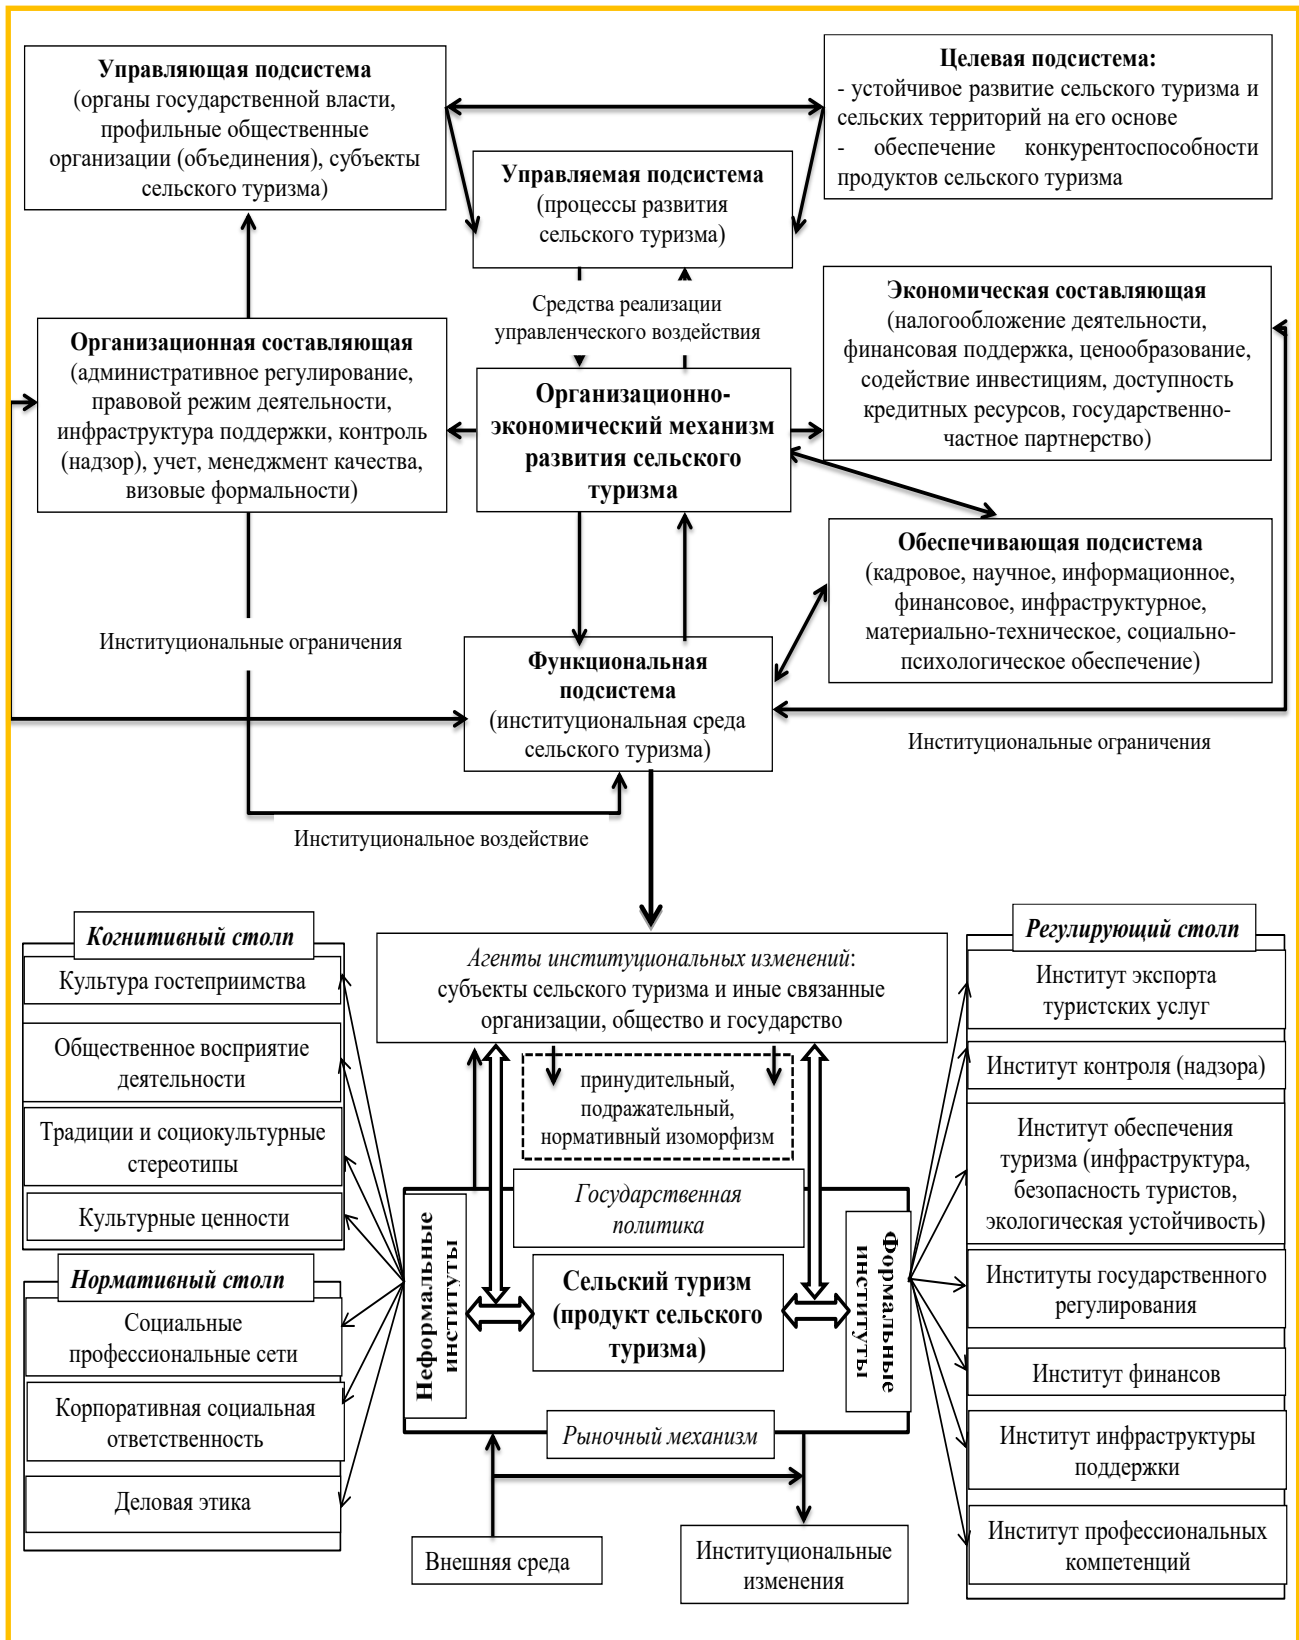 Управляющая подсистема
(органы государственной власти,
профильные общественные
организации (объединения), субъекты
сельского туризма)
Целевая подсистема:
- устойчивое развитие сельского туризма и
сельских территорий на его основе
- обеспечение конкурентоспособности
продуктов сельского туризма
Управляемая подсистема
(процессы развития
сельского туризма)
Средства реализации
управленческого воздействия
Экономическая составляющая
(налогообложение деятельности,
финансовая поддержка, ценообразование,
содействие инвестициям, доступность
кредитных ресурсов, государственно-
частное партнерство)
Организационная составляющая
(административное регулирование,
правовой режим деятельности,
инфраструктура поддержки, контроль
(надзор), учет, менеджмент качества,
визовые формальности)
Организационно-
экономический механизм
развития сельского
туризма
Обеспечивающая подсистема
(кадровое, научное, информационное,
финансовое, инфраструктурное,
материально-техническое, социально-
психологическое обеспечение)
Институциональные ограничения
Функциональная
подсистема
(институциональная среда
сельского туризма)
Институциональные ограничения
Институциональное воздействие
Когнитивный столп
Культура гостеприимства
Общественное восприятие
деятельности
Традиции и социокультурные
стереотипы
Культурные ценности
Нормативный столп
Социальные
профессиональные сети
Корпоративная социальная
ответственность
Деловая этика
Агенты институциональных изменений:
субъекты сельского туризма и иные связанные
организации, общество и государство
принудительный,
подражательный,
нормативный изоморфизм
Государственная
политика
Неформальные
институты
Сельский туризм
(продукт сельского
туризма)
Формальные
институты
Рыночный механизм
Внешняя среда
Институциональные
изменения
Регулирующий столп
Институт экспорта
туристских услуг
Институт контроля (надзора)
Институт обеспечения
туризма (инфраструктура,
безопасность туристов,
экологическая устойчивость)
Институты государственного
регулирования
Институт финансов
Институт инфраструктуры
поддержки
Институт профессиональных
компетенций